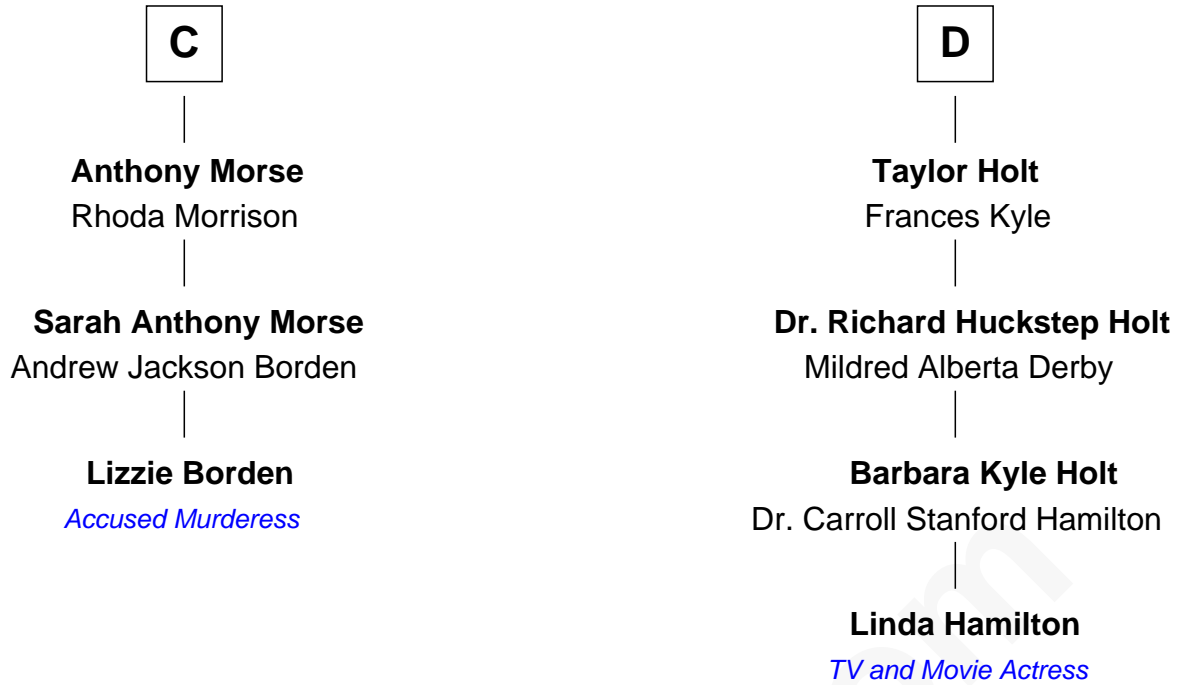 C
Anthony Morse
Rhoda Morrison
Sarah Anthony Morse
Andrew Jackson Borden
Lizzie Borden
Accused Murderess
D
Taylor Holt
Frances Kyle
Dr. Richard Huckstep Holt
Mildred Alberta Derby
Barbara Kyle Holt
Dr. Carroll Stanford Hamilton
Linda Hamilton
TV and Movie Actress